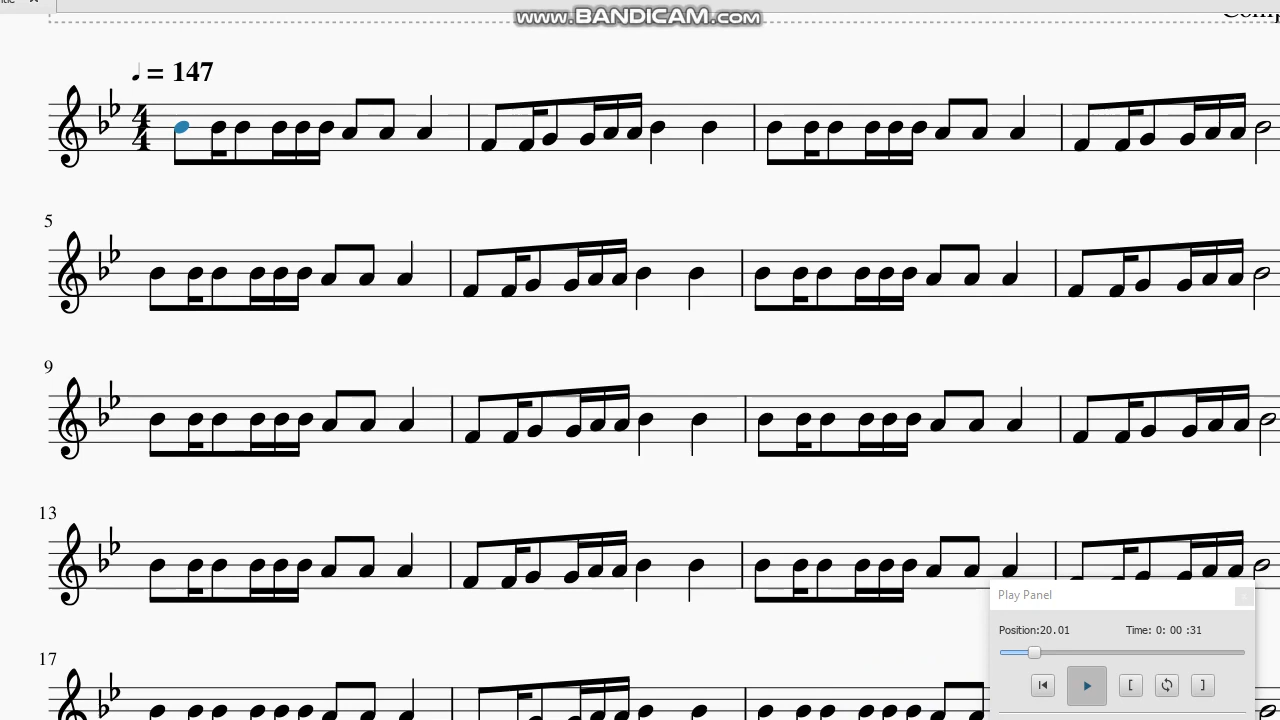 www.BANDICAM.com
♩ = 147
5
9
13
Play Panel
Position:20.01 Time: 0: 00 :31
17